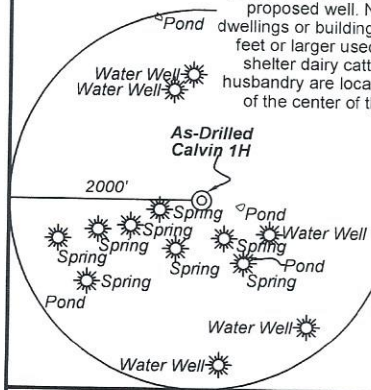 proposed well. N
dwellings or building
feet or larger used
shelter dairy catt
husbandry are loca
of the center of t
Pond
Water Well
Water Well
As-Drilled
Calvin 1H
2000'
Spring
Pond
Spring
Spring
Spring
Water Well
Spring
Spring
Pond
Spring
Spring
Pond
Water Well
Water Well